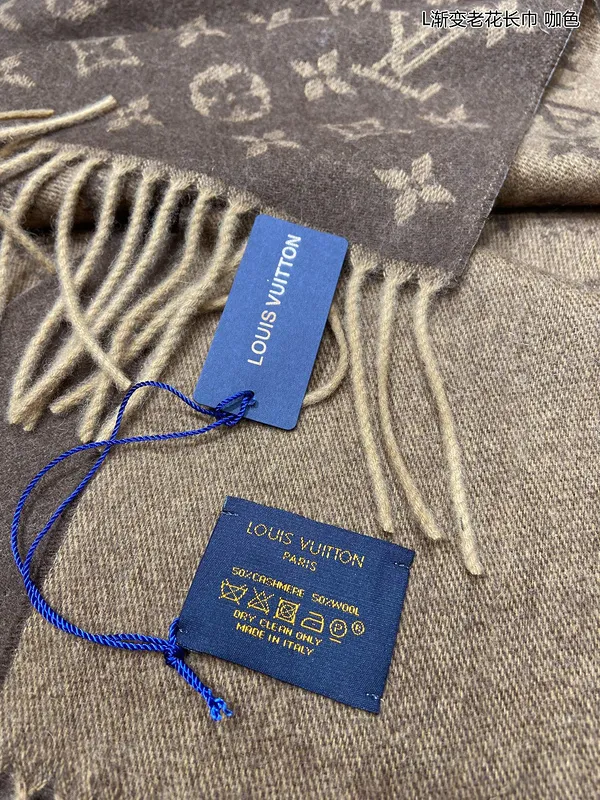 L渐变老花长巾 咖色
LOUIS VUITTON
LOUIS VUITTON
PARIS
50%CASHMERE 50%WOOL
P ®
DRY CLEAN ONLY
MADE IN ITALY